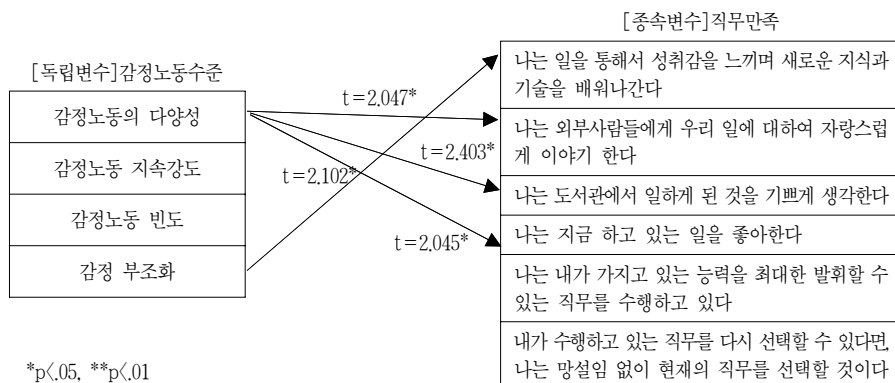 [종속변수]직무만족
[독립변수]감정노동수준
감정노동의 다양성
감정노동 지속강도
감정노동 빈도
감정 부조화
t=2.047*
t=2.403*
t=2.102*
t=2.045*
나는 일을 통해서 성취감을 느끼며 새로운 지식과
기술을 배워나간다
나는 외부사람들에게 우리 일에 대하여 자랑스럽
게 이야기 한다
나는 도서관에서 일하게 된 것을 기쁘게 생각한다
나는 지금 하고 있는 일을 좋아한다
나는 내가 가지고 있는 능력을 최대한 발휘할 수
있는 직무를 수행하고 있다
내가 수행하고 있는 직무를 다시 선택할 수 있다면,
나는 망설임 없이 현재의 직무를 선택할 것이다
*p<.05, **p<.01